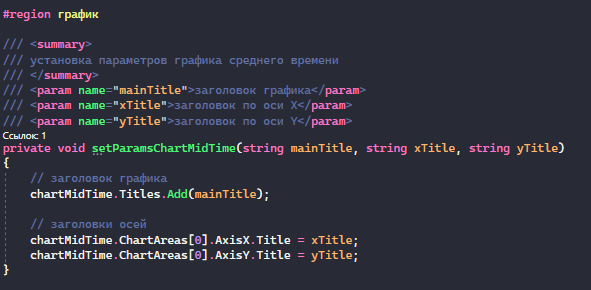 #region график
/// <summary>
/// установка параметров графика среднего времени
/// </summary>
/// <param name="mainTitle">заголовок графика</param>
/// <param name="xTitle">заголовок по оси X</param>
/// <param name="yTitle">заголовок по оси Y</param>
Ссылок: 1
private void setParamsChartMidTime(string mainTitle, string xTitle, string yTitle)
{
// заголовок графика
chartMidTime.Titles.Add(mainTitle);
// заголовки осей
chartMidTime.ChartAreas[0].AxisX.Title = xTitle;
chartMidTime.ChartAreas[0].AxisY.Title = yTitle;
}